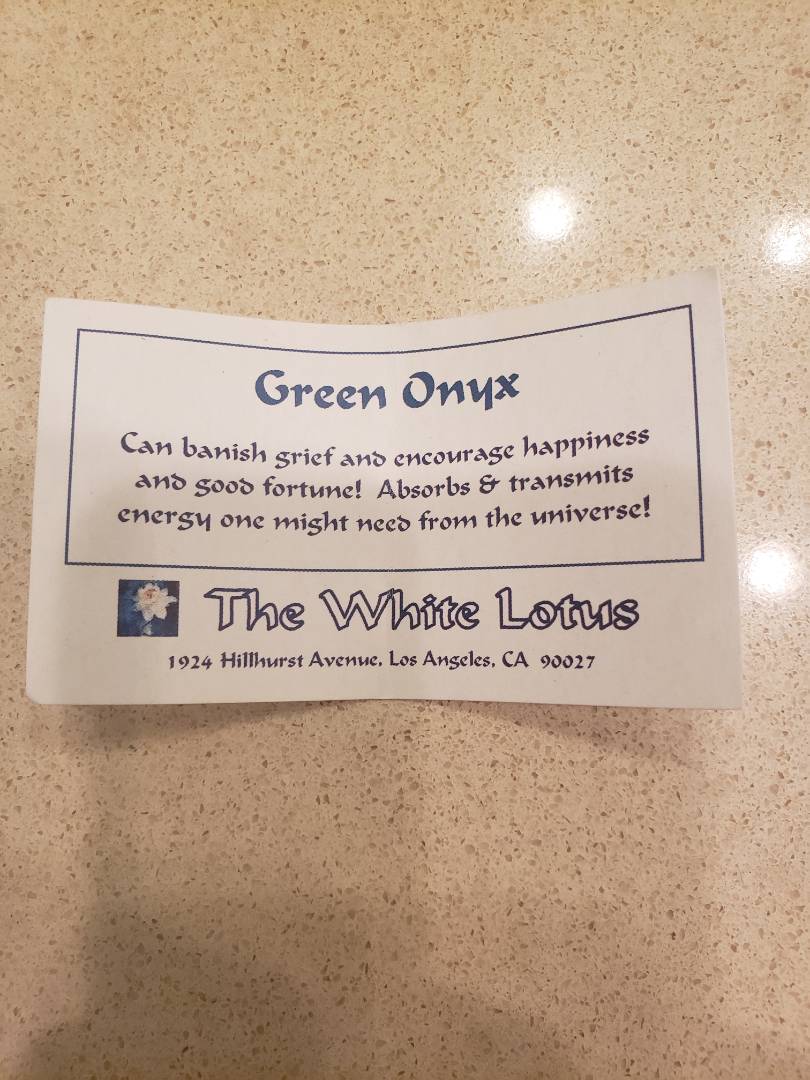 Green Onyx
Can banish grief and encourage happiness
and good fortune! Absorbs & transmits
energy one might need from the universe!
The White Lotus
1924 Hillhurst Avenue, Los Angeles, CA 90027